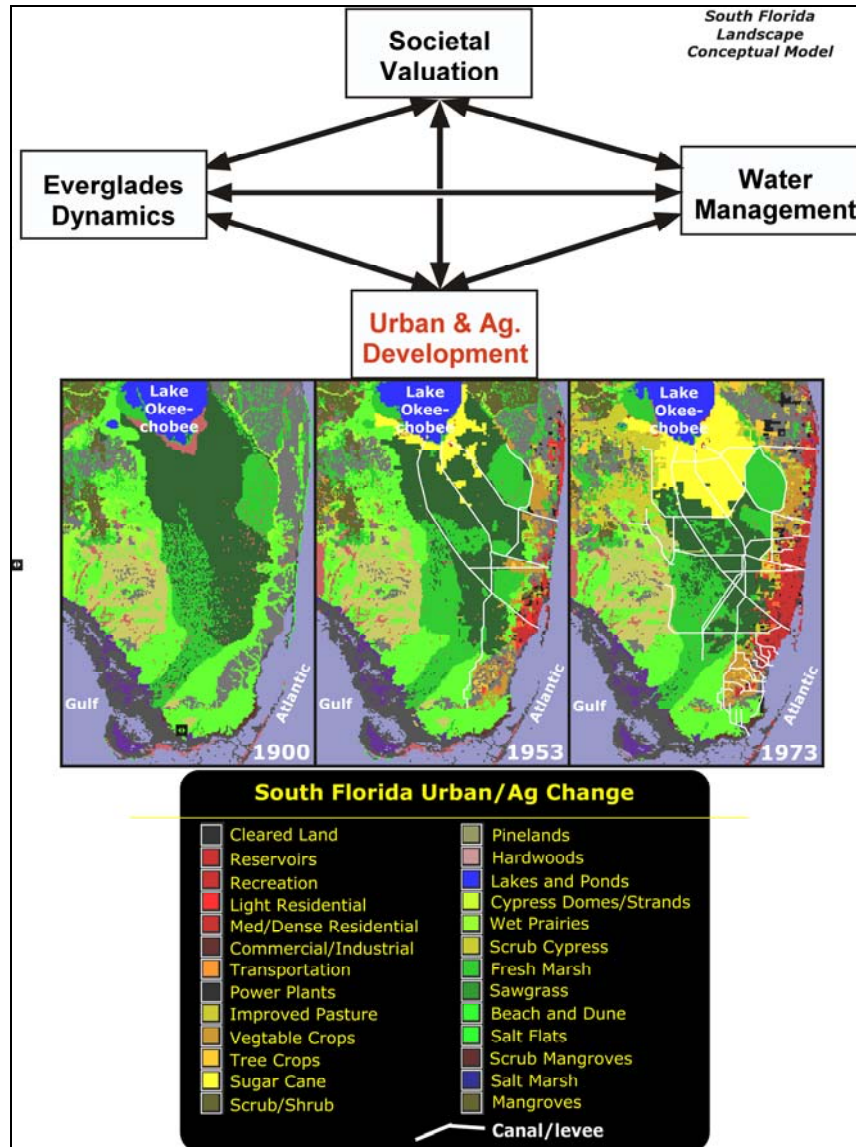 South Florida
Landscape
Conceptual Model
Societal
Valuation
Everglades
Dynamics
Water
Management
Urban & Ag.
Development
Lake
Okee-
chobee
Gulf
Atlantic
1900
Lake
Okee-
chobee
Gulf
Atlantic
1953
Lake
Okee-
chobee
Gulf
Atlantic
1973
South Florida Urban/Ag Change
Cleared Land
Reservoirs
Recreation
Light Residential
Med/Dense Residential
Commercial/Industrial
Transportation
Power Plants
Improved Pasture
Vegtable Crops
Tree Crops
Sugar Cane
Scrub/Shrub
Pinelands
Hardwoods
Lakes and Ponds
Cypress Domes/Strands
Wet Prairies
Scrub Cypress
Fresh Marsh
Sawgrass
Beach and Dune
Salt Flats
Scrub Mangroves
Salt Marsh
Mangroves
Canal/levee